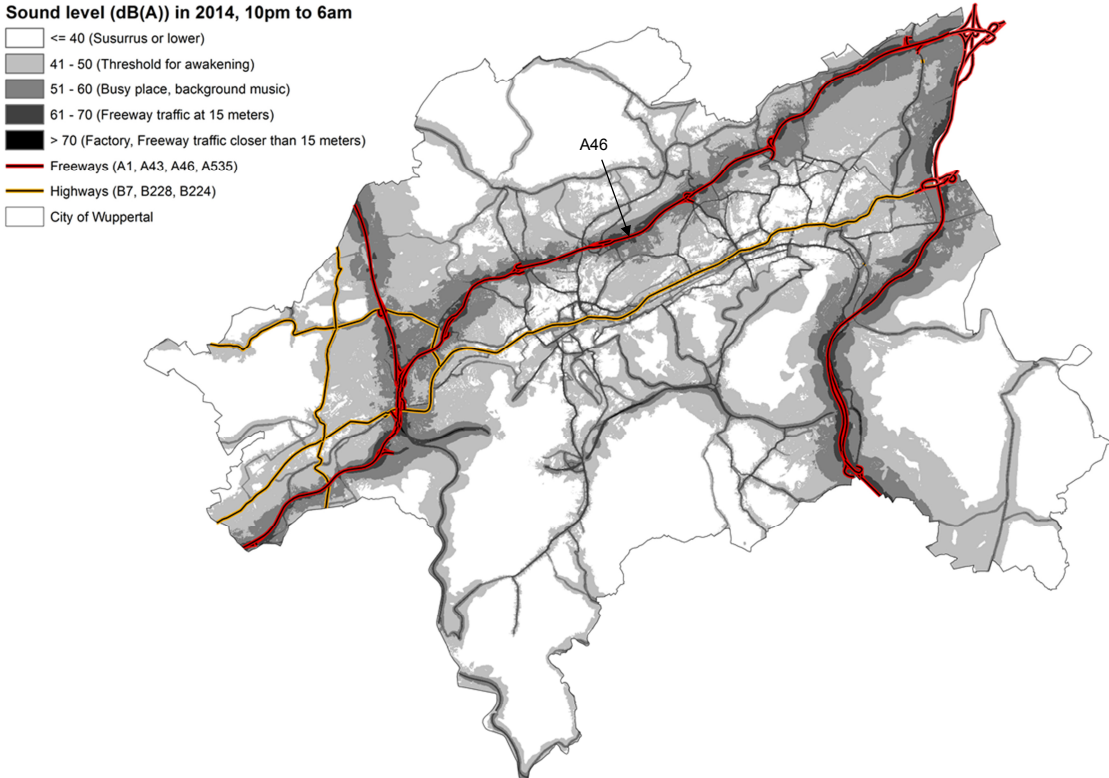 Sound level (dB(A)) in 2014, 10pm to 6am
<= 40 (Susurrus or lower)
41 - 50 (Threshold for awakening)
51 - 60 (Busy place, background music)
61 - 70 (Freeway traffic at 15 meters)
> 70 (Factory, Freeway traffic closer than 15 meters)
Freeways (A1, A43, A46, A535)
Highways (B7, B228, B224)
City of Wuppertal
A46